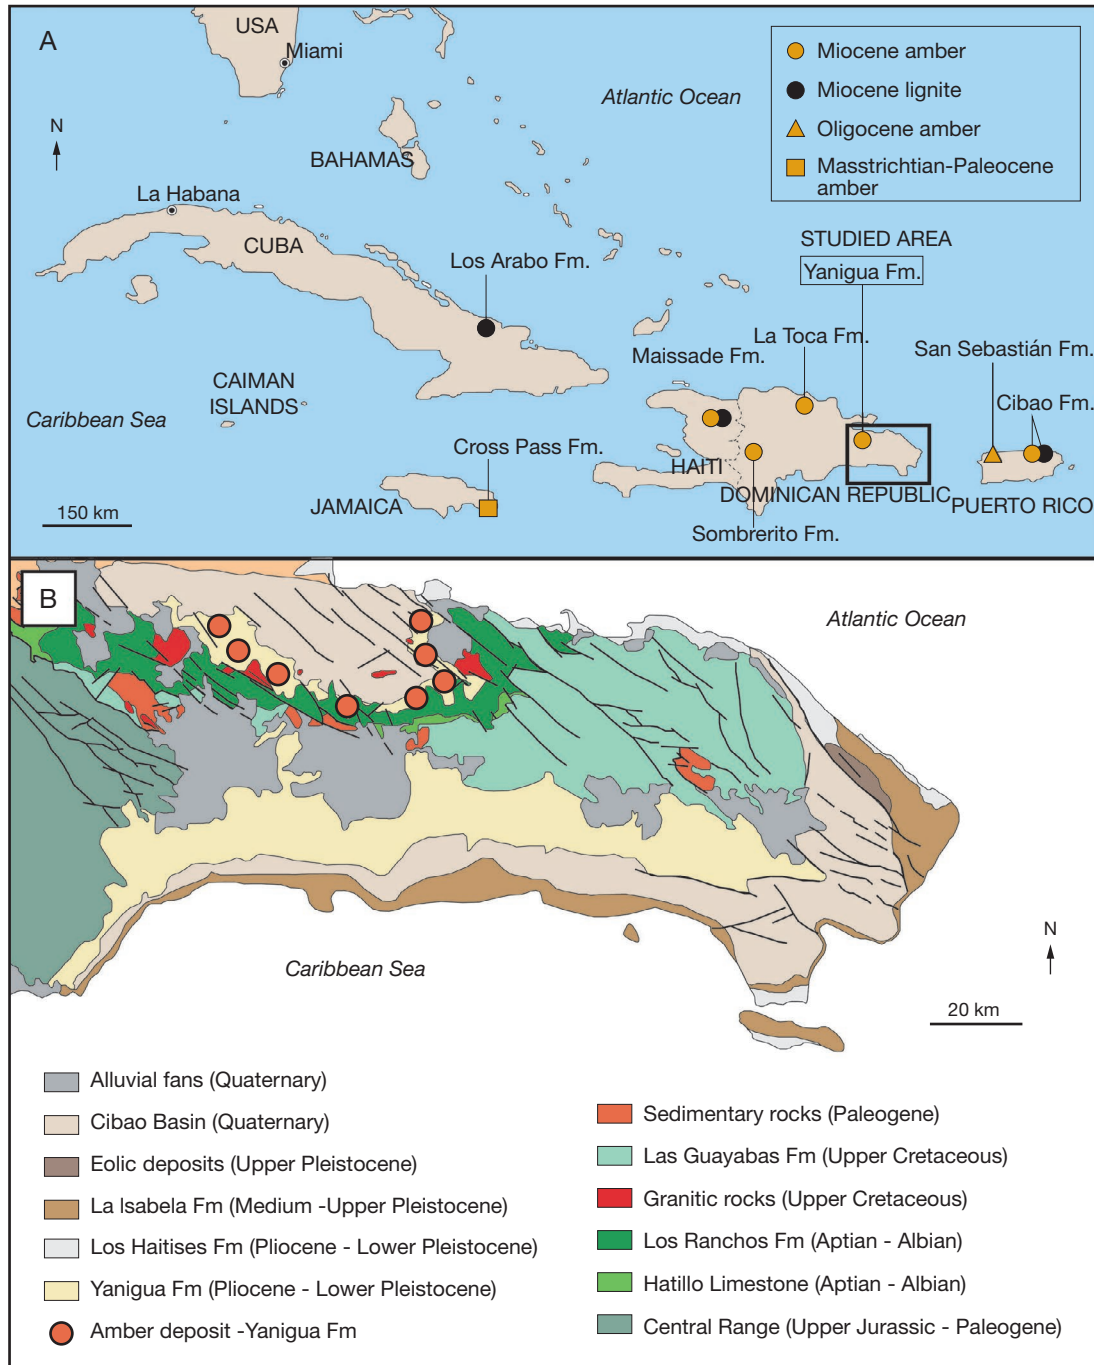 A
USA
Miami
Atlantic Ocean
Miocene amber
Miocene lignite
Oligocene amber
Masstrichtian-Paleocene
amber
N
BAHAMAS
La Habana
CUBA
Los Arabo Fm.
STUDIED AREA
Yanigua Fm.
La Toca Fm.
Maissade Fm.
San Sebastián Fm.
CAIMAN
ISLANDS
Cibao Fm.
Caribbean Sea
Cross Pass Fm.
HAITI
JAMAICA
DOMINICAN REPUBLIC
PUERTO RICO
150 km
Sombrerito Fm.
B
Atlantic Ocean
N
Caribbean Sea
20 km
Alluvial fans (Quaternary)
Cibao Basin (Quaternary)
Eolic deposits (Upper Pleistocene)
La Isabela Fm (Medium -Upper Pleistocene)
Los Haitises Fm (Pliocene - Lower Pleistocene)
Yanigua Fm (Pliocene - Lower Pleistocene)
Amber deposit -Yanigua Fm
Sedimentary rocks (Paleogene)
Las Guayabas Fm (Upper Cretaceous)
Granitic rocks (Upper Cretaceous)
Los Ranchos Fm (Aptian - Albian)
Hatillo Limestone (Aptian - Albian)
Central Range (Upper Jurassic - Paleogene)